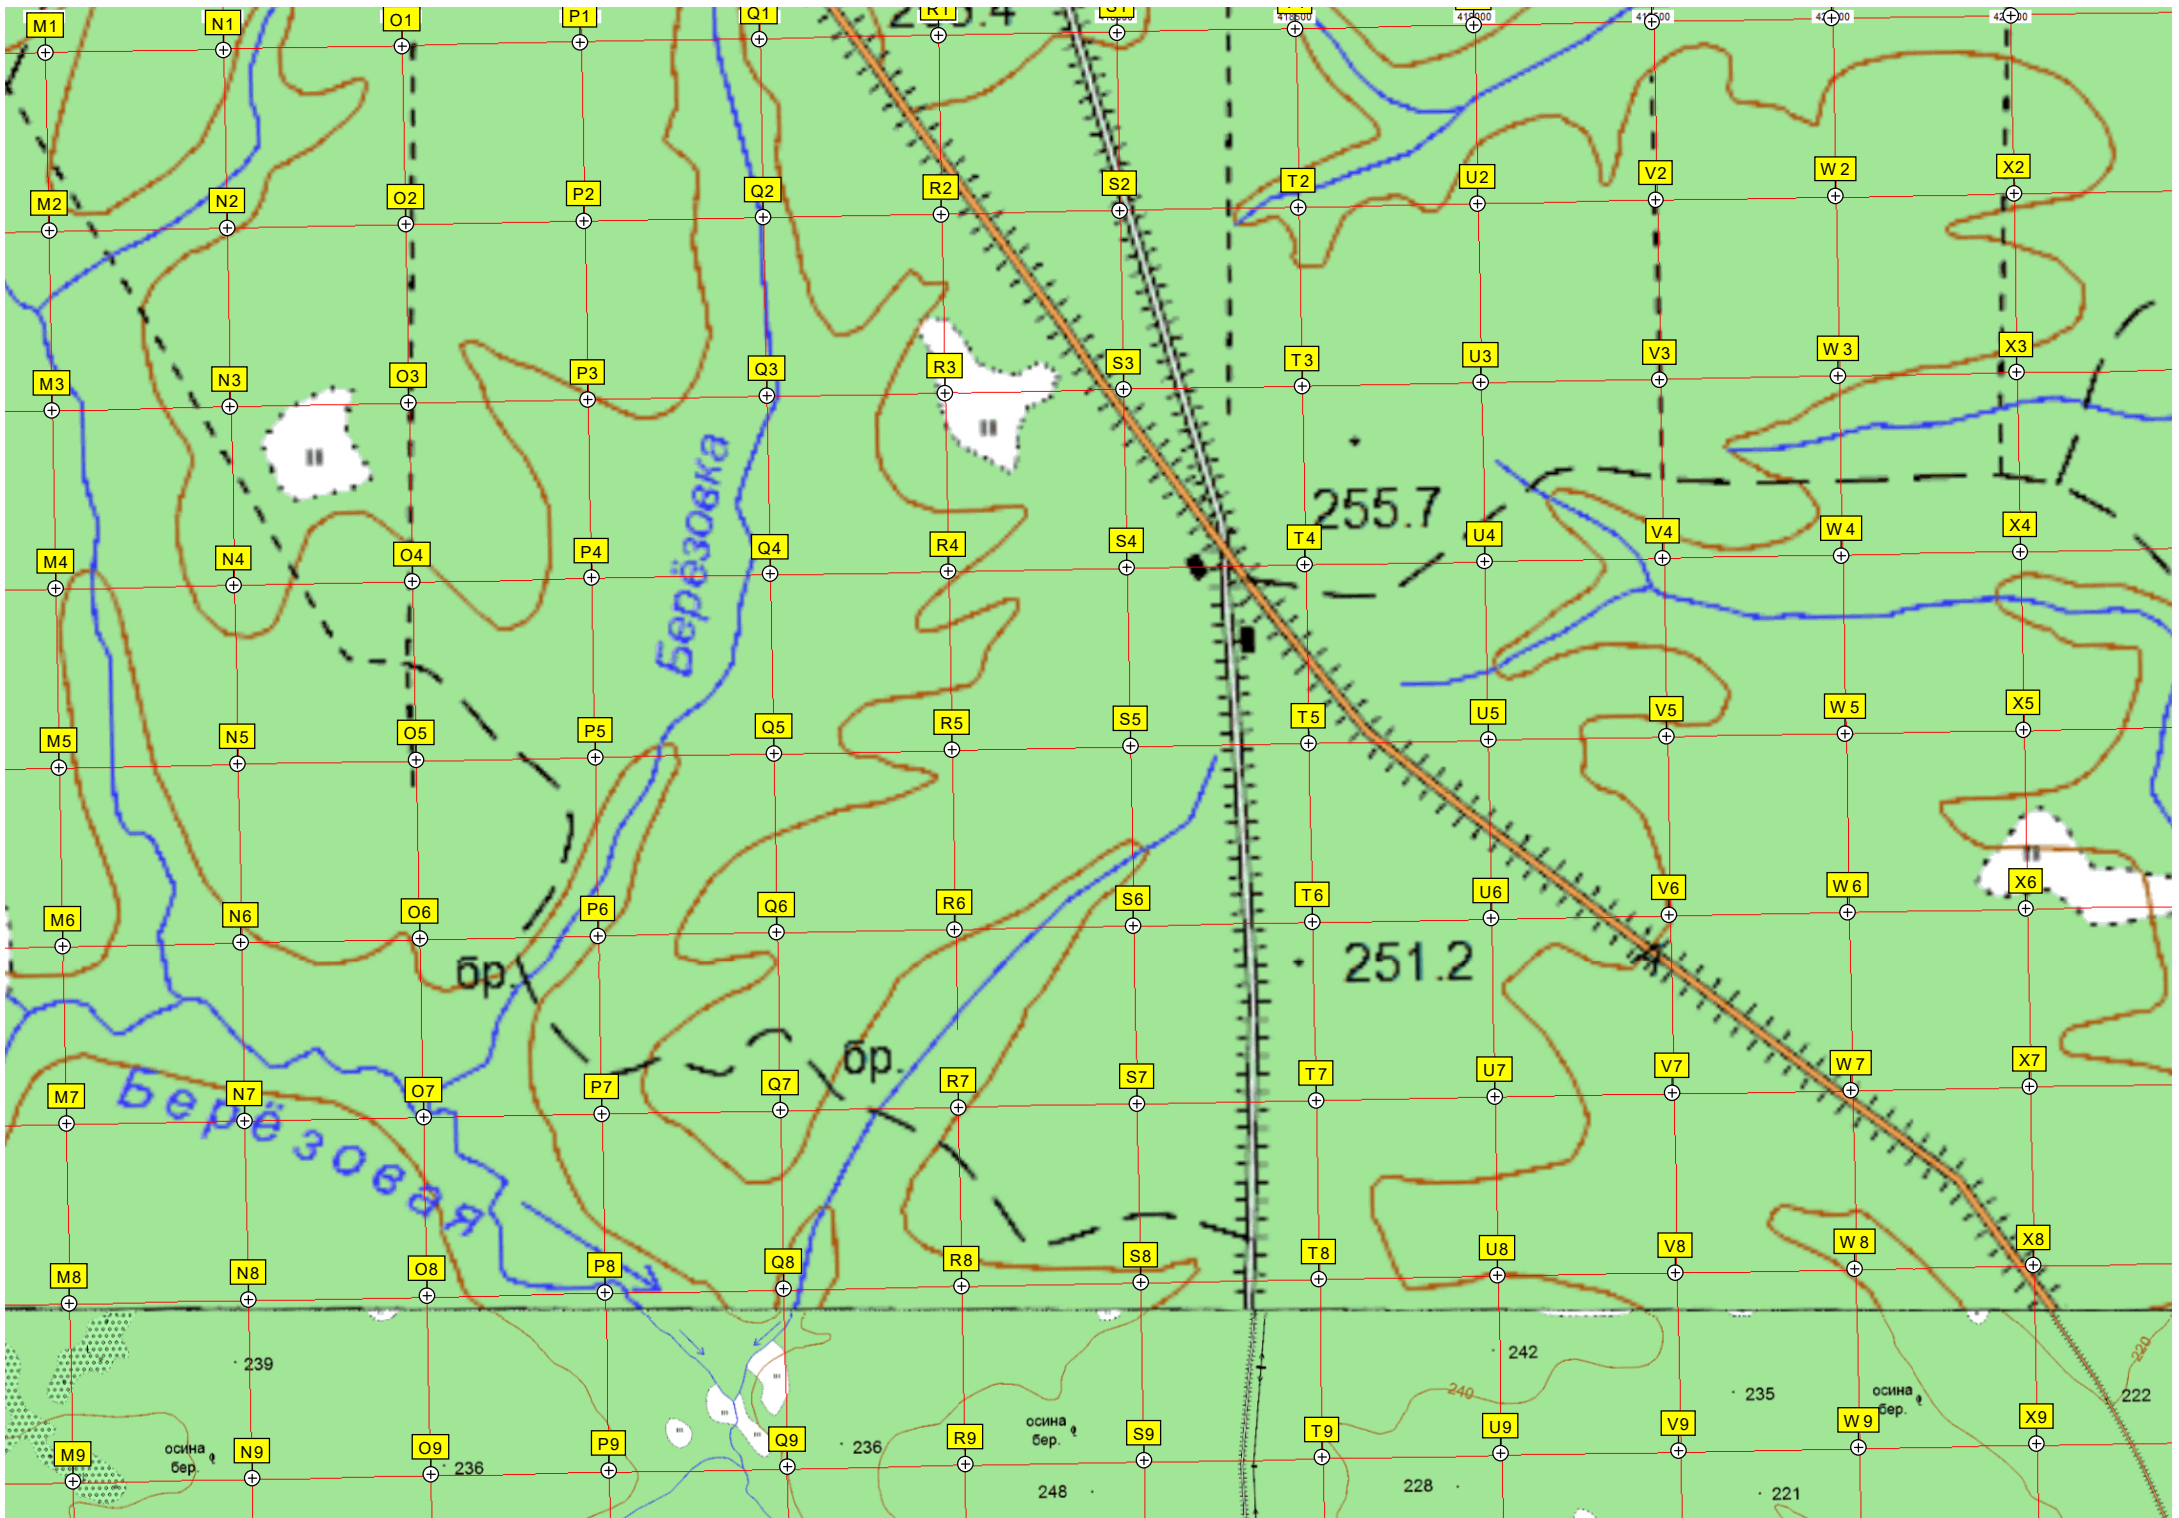 M1 N1 O1 P1 Q1 R1 S1
M2 N2 O2 P2 Q2 R2 S2 T2 U2 V2 W2 X2
M3 N3 O3 P3 Q3 R3 S3 T3 U3 V3 W3 X3
Берёзовка
255.7
M4 N4 O4 P4 Q4 R4 S4 T4 U4 V4 W4 X4
M5 N5 O5 P5 Q5 R5 S5 T5 U5 V5 W5 X5
M6 N6 O6 P6 Q6 R6 S6 T6 U6 V6 W6 X6
бр.
251.2
бр.
M7 N7 O7 P7 Q7 R7 S7 T7 U7 V7 W7 X7
Берёзовая
M8 N8 O8 P8 Q8 R8 S8 T8 U8 V8 W8 X8
239
242
220
240
235
осина
бер.
222
M9 N9 O9 P9 Q9 R9 S9 T9 U9 V9 W9 X9
осина
бер.
236
236
осина
бер.
248
228
221